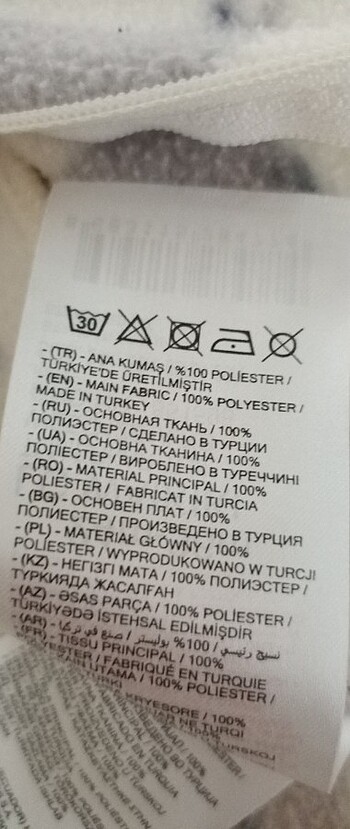 30
- (TR) - ANA KUMAŞ / %100 POLİESTER /
TÜRKİYE'DE ÜRETİLMİŞTİR
- (EN) - MAIN FABRIC / 100% POLYESTER /
MADE IN TURKEY
- (RU) - ОСНОВНАЯ ТКАНЬ / 100%
ПОЛИЭСТЕР / СДЕЛАНО В ТУРЦИИ
- (UA) - ОСНОВНА ТКАНИНА / 100%
ПОЛІЕСТЕР / ВИРОБЛЕНО В ТУРЕЧЧИНІ
- (RO) - MATERIAL PRINCIPAL / 100%
POLIESTER / FABRICAT IN TURCIA
- (BG) - ОСНОВЕН ПЛАТ / 100%
ПОЛИЕСТЕР / ПРОИЗВЕДЕНО В ТУРЦИЯ
- (PL) - MATERIAŁ GŁÓWNY / 100%
POLIESTER / WYPRODUKOWANO W TURCJI
- (KZ) - НЕГІЗГІ МАТА / 100% ПОЛИЭСТЕР /
ТҮРКИЯДА ЖАСАЛҒАН
- (AZ) - ƏSAS PARÇA / 100% POLİESTER /
TÜRKİYƏDƏ İSTEHSAL EDİLMİŞDİR
- (AR) - نسيج رئيسي / 100% بوليستر / صنع في تركيا
- (FR) - TISSU PRINCIPAL / 100%
POLYESTER / FABRIQUÉ EN TURQUIE
UTAMA / 100% POLIESTER /
KRYESORE / 100%
NE TURQI